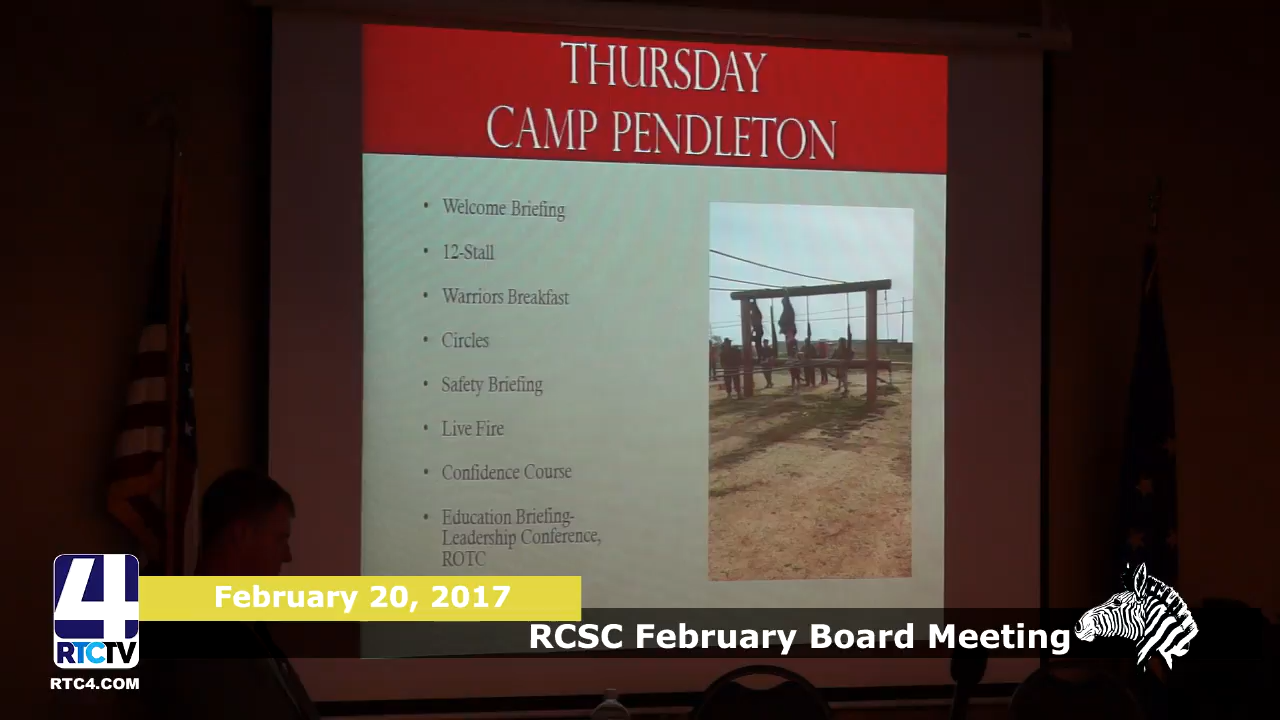 THURSDAY
CAMP PENDLETON
• Welcome Briefing
• 12-Stall
• Warriors Breakfast
• Circles
• Safety Briefing
• Live Fire
• Confidence Course
• Education Briefing-
Leadership Conference,
ROTC
4
RTCTV
RTC4.COM
February 20, 2017
RCSC February Board Meeting